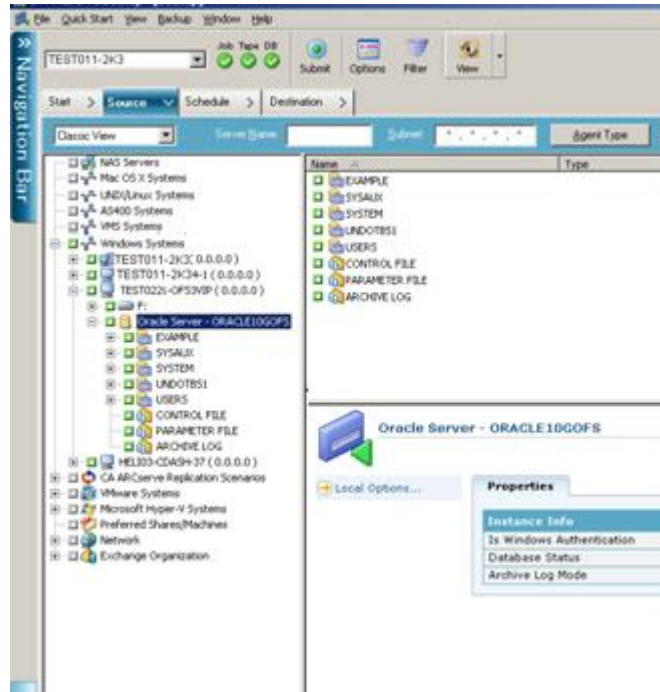 File Quick Start View Backup Window Help
Navigation Bar
TEST011-2K3
Job Tape DB
Submit Options Filter View
Start > Source Schedule > Destination >
Classic View Server Name Subnet Agent Type
NAS Servers
Mac OS X Systems
UNIX/Linux Systems
AS400 Systems
VMS Systems
Windows Systems
TEST011-2K3( 0.0.0.0 )
TEST011-2K34-1 ( 0.0.0.0 )
( 0.0.0.0 )
F:
Oracle Server - ORACLE10GOFS
EXAMPLE
SYSAUX
SYSTEM
UNDOTBS1
USERS
CONTROL FILE
PARAMETER FILE
ARCHIVE LOG
( 0.0.0.0 )
CA ARCserve Replication Scenarios
VMware Systems
Microsoft Hyper-V Systems
Preferred Shares/Machines
Network
Exchange Organization
Name Type
EXAMPLE
SYSAUX
SYSTEM
UNDOTBS1
USERS
CONTROL FILE
PARAMETER FILE
ARCHIVE LOG
Oracle Server - ORACLE10GOFS
Local Options...
Properties
Instance Info
Is Windows Authentication
Database Status
Archive Log Mode